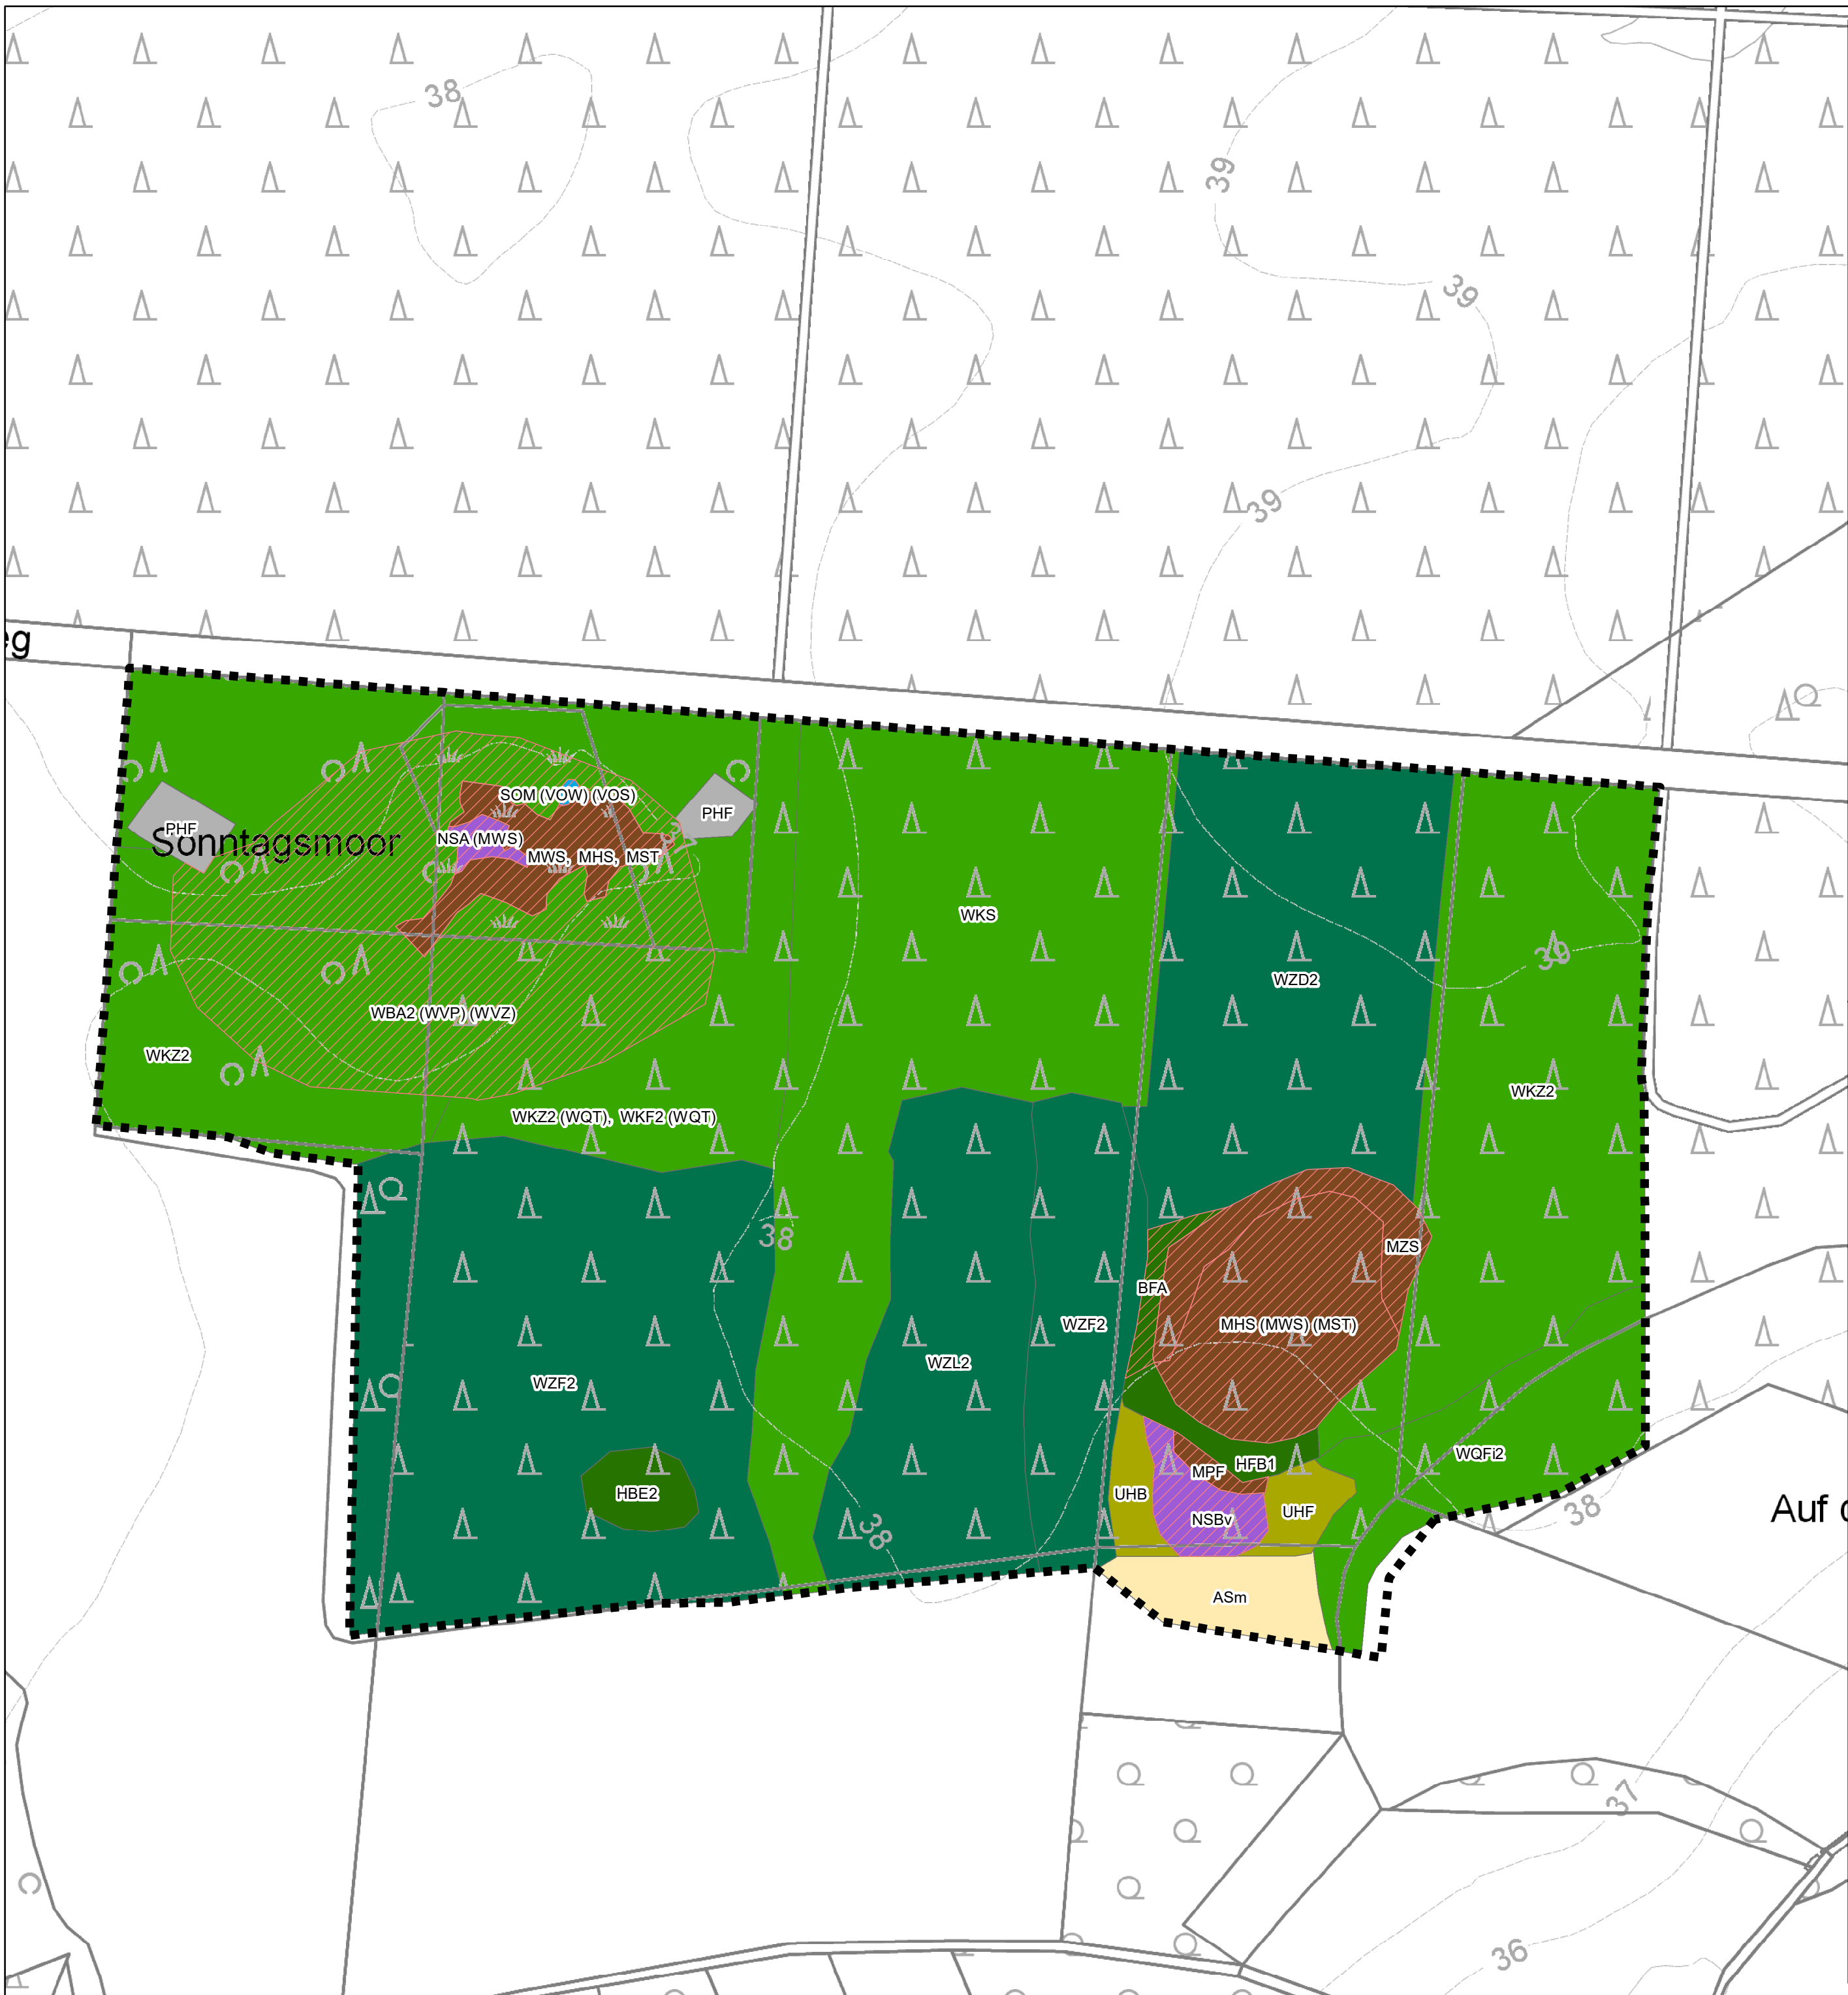 38
39
39
39
eg
SOM (VOW) (VOS)
PHF
PHF
Sonntagsmoor
NSA (MWS)
MWS, MHS, MST
37
WKS
39
WZD2
WBA2 (WVP) (WVZ)
WKZ2
WKZ2
WKZ2 (WQT), WKF2 (WQT)
38
MZS
BFA
MHS (MWS) (MST)
WZF2
WZL2
WZF2
WQFi2
HFB1
MPF
HBE2
UHB
UHF
NSBv
38
Auf d
38
ASm
37
36